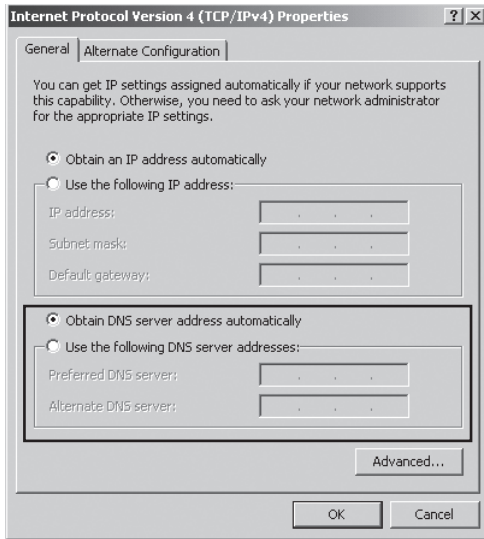 Internet Protocol Version 4 (TCP/IPv4) Properties ? X
General Alternate Configuration
You can get IP settings assigned automatically if your network supports
this capability. Otherwise, you need to ask your network administrator
for the appropriate IP settings.
Obtain an IP address automatically
Use the following IP address:
IP address:
Subnet mask:
Default gateway:
Obtain DNS server address automatically
Use the following DNS server addresses:
Preferred DNS server:
Alternate DNS server:
Advanced...
OK Cancel